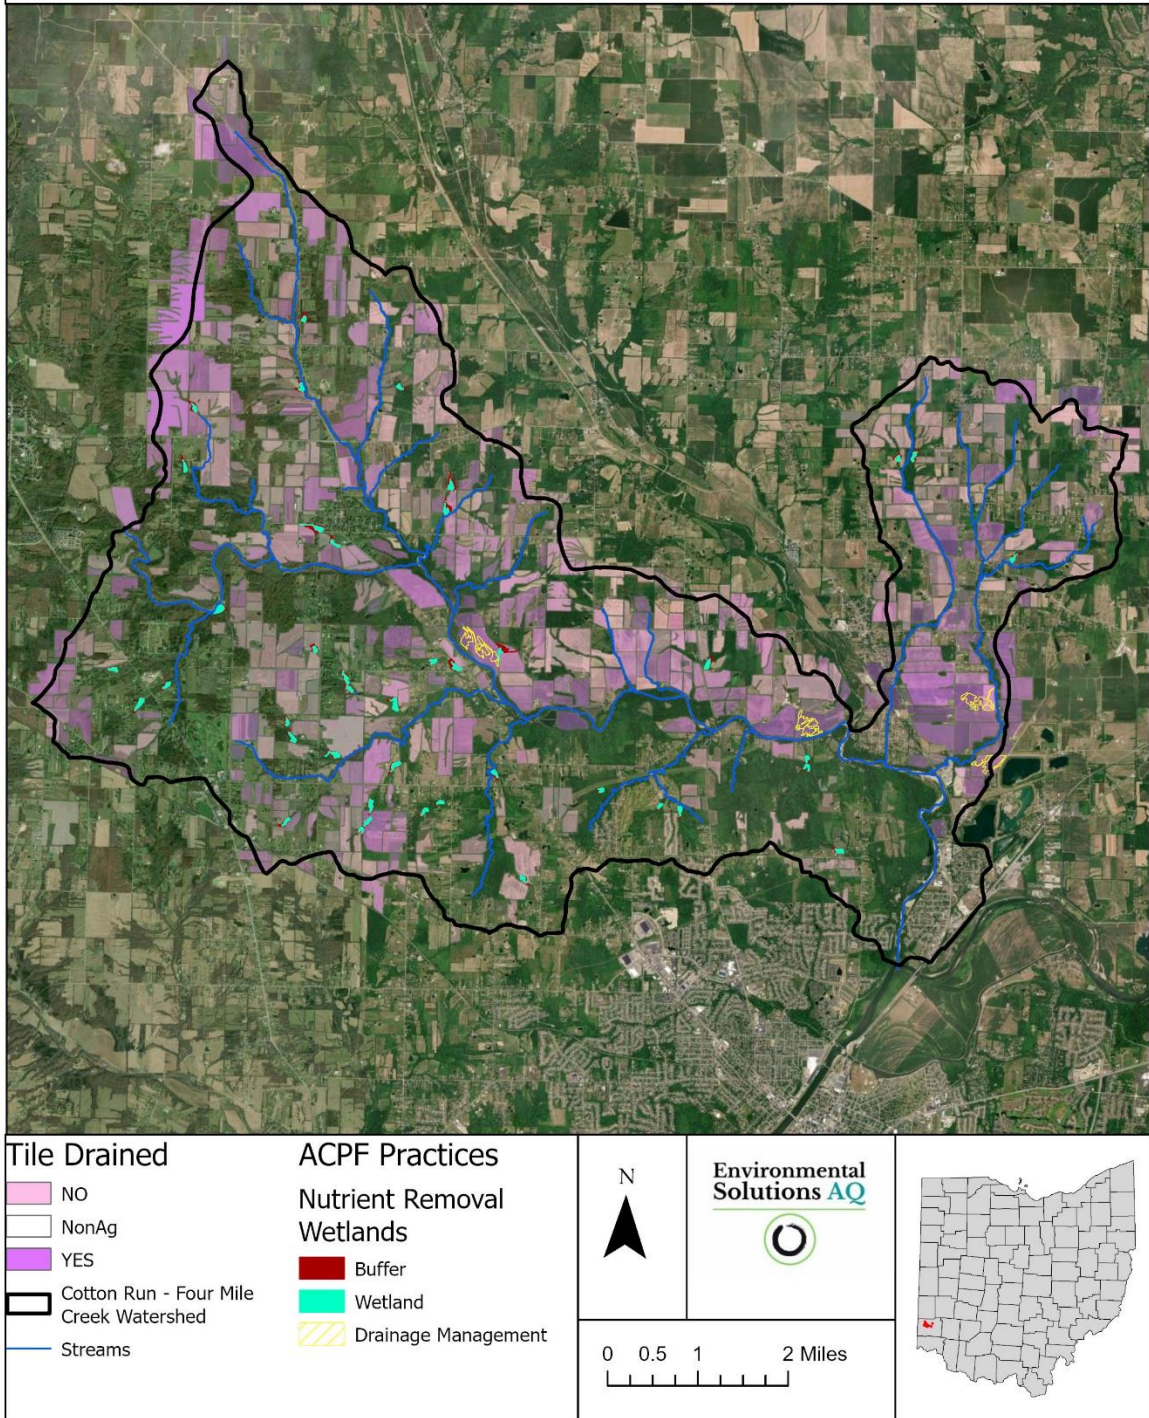 Tile Drained
NO
NonAg
YES
Cotton Run - Four Mile
Creek Watershed
Streams
ACPF Practices
Nutrient Removal
Wetlands
Buffer
Wetland
Drainage Management
N
Environmental
Solutions AQ
0 0.5 1 2 Miles